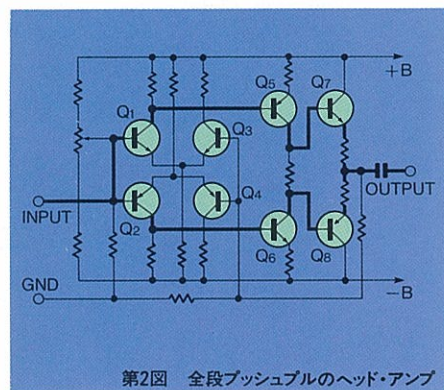 Q5
Q7
+B
Q1
Q3
INPUT
Q2
Q4
OUTPUT
Q6
Q8
GND
−B
第2図 全段プッシュプルのヘッド・アンプ